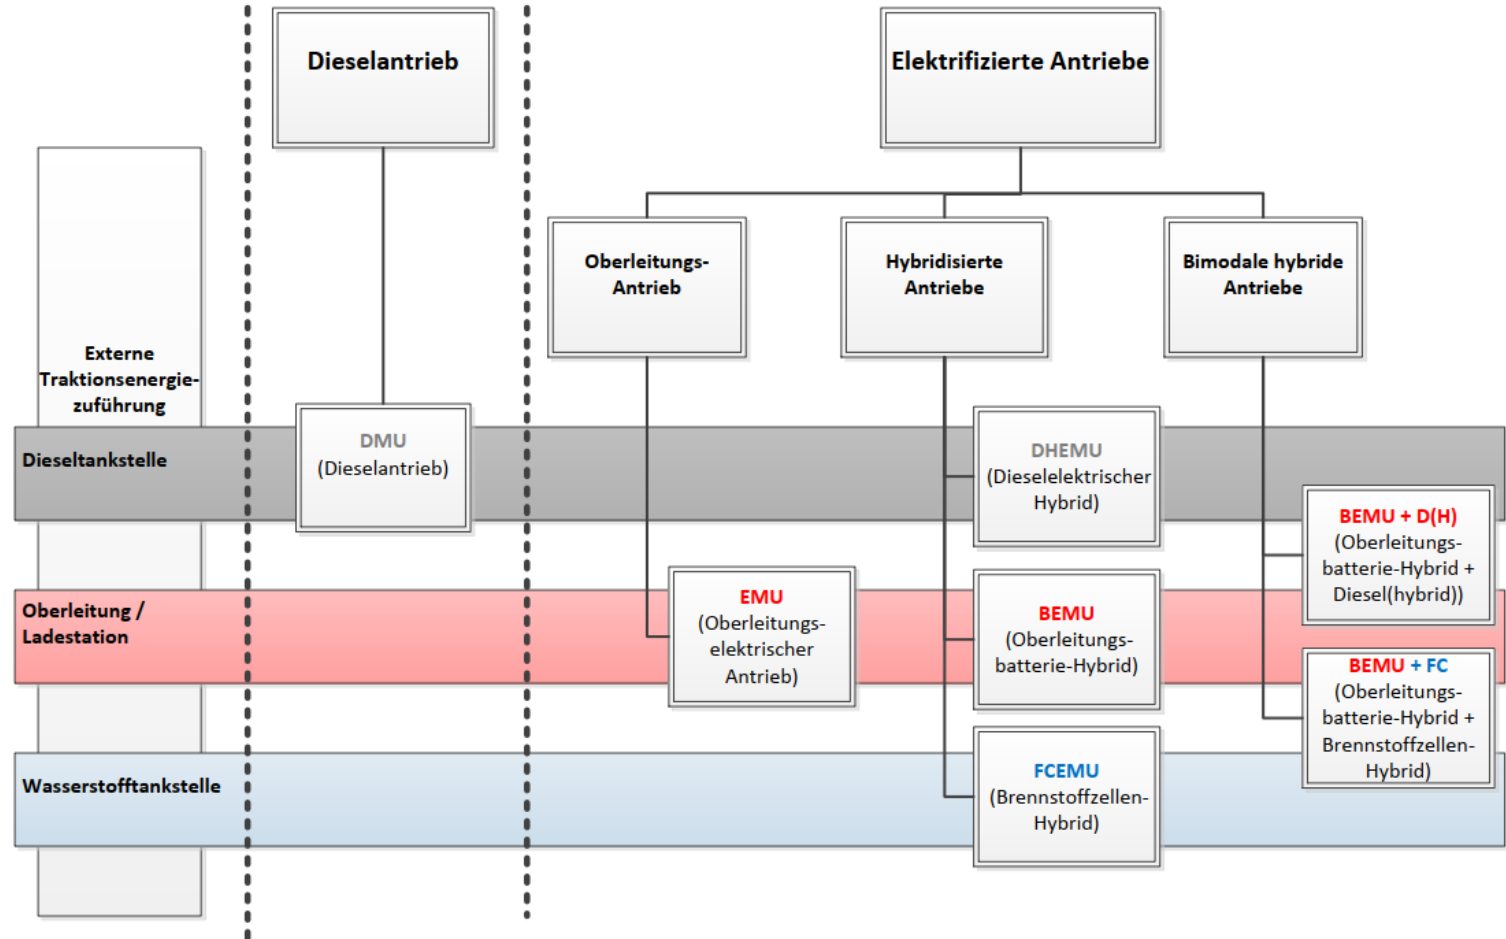 Dieselantrieb
Elektrifizierte Antriebe
Oberleitungs-
Antrieb
Hybridisierte
Antriebe
Bimodale hybride
Antriebe
Externe
Traktionsenergie-
zuführung
Dieseltankstelle
DMU
(Dieselantrieb)
DHEMU
(Dieselelektrischer
Hybrid)
BEMU + D(H)
(Oberleitungs-
batterie-Hybrid +
Diesel(hybrid))
Oberleitung /
Ladestation
EMU
(Oberleitungs-
elektrischer
Antrieb)
BEMU
(Oberleitungs-
batterie-Hybrid)
BEMU + FC
(Oberleitungs-
batterie-Hybrid +
Brennstoffzellen-
Hybrid)
Wasserstofftankstelle
FCEMU
(Brennstoffzellen-
Hybrid)